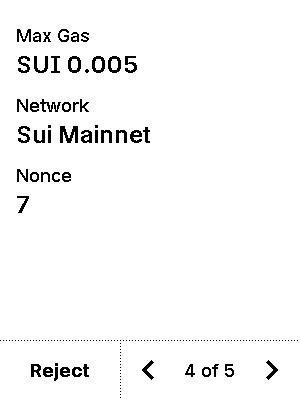 Max Gas
SUI 0.005
Network
Sui Mainnet
Nonce
7
Reject
4 of 5